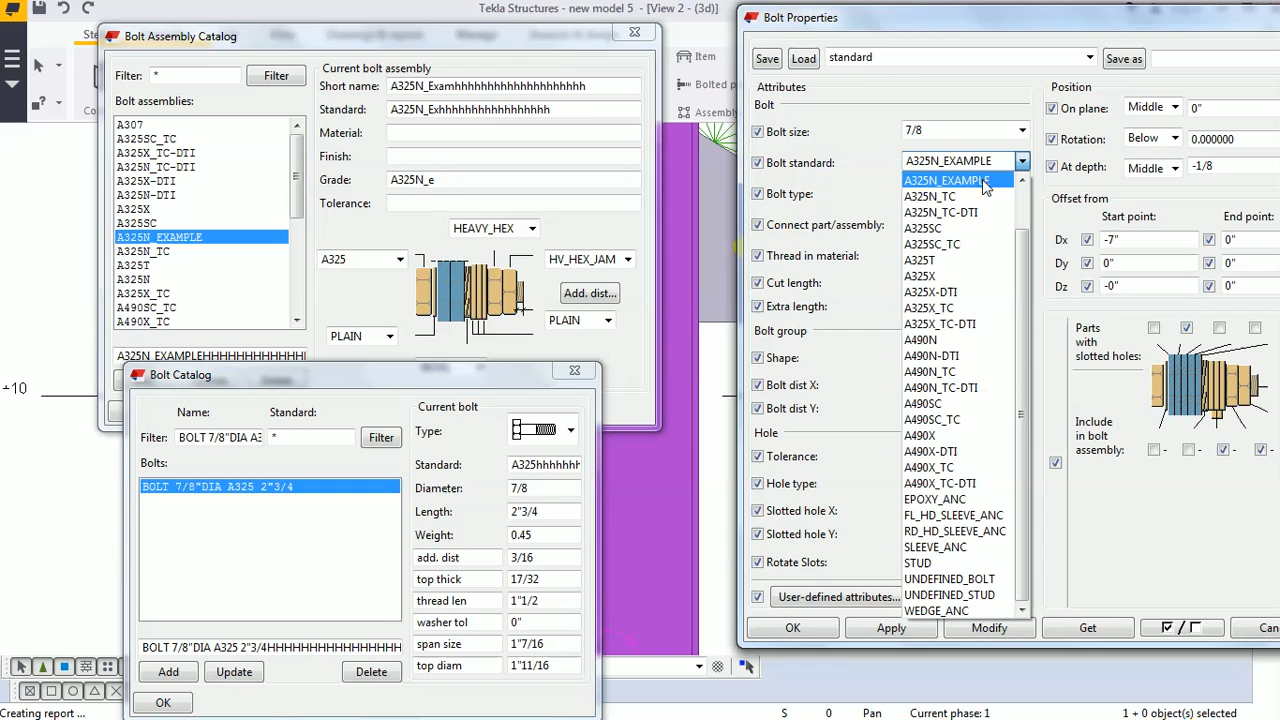 Tekla Structures - new model 5 - [View 2 - (3d)]
Bolt Assembly Catalog
Filter: * Filter
Bolt assemblies:
A307
A325SC_TC
A325X_TC-DTI
A325N_TC-DTI
A325X-DTI
A325N-DTI
A325X
A325SC
A325N_EXAMPLE
A325N_TC
A325T
A325N
A325X_TC
A490SC_TC
A490X_TC
A325N_EXAMPLEHHHHHHHHHHHHH
Current bolt assembly
Short name: A325N_Examhhhhhhhhhhhhhhhhhhhh
Standard: A325N_Exhhhhhhhhhhhhhhhhhh
Material:
Finish:
Grade: A325N_e
Tolerance:
HEAVY_HEX
A325
HV_HEX_JAM
Add. dist...
PLAIN
PLAIN
Item
Bolted p
Assembly
+10
Bolt Catalog
Name: Standard:
Filter: BOLT 7/8"DIA A3 * Filter
Bolts:
BOLT 7/8"DIA A325 2"3/4
BOLT 7/8"DIA A325 2"3/4HHHHHHHHHHHHHHHHH
Add Update Delete
OK
Current bolt
Type:
Standard: A325hhhhhhh
Diameter: 7/8
Length: 2"3/4
Weight: 0.45
add. dist 3/16
top thick 17/32
thread len 1"1/2
washer tol 0"
span size 1"7/16
top diam 1"11/16
Bolt Properties
Save Load standard Save as
Attributes
Bolt
Bolt size: 7/8
Bolt standard: A325N_EXAMPLE
Bolt type:
Connect part/assembly:
Thread in material:
Cut length:
Extra length:
Bolt group
Shape:
Bolt dist X:
Bolt dist Y:
Hole
Tolerance:
Hole type:
Slotted hole X:
Slotted hole Y:
Rotate Slots:
User-defined attributes...
A325N_EXAMPLE
A325N_TC
A325N_TC-DTI
A325SC
A325SC_TC
A325T
A325X
A325X-DTI
A325X_TC
A325X_TC-DTI
A490N
A490N-DTI
A490N_TC
A490N_TC-DTI
A490SC
A490SC_TC
A490X
A490X-DTI
A490X_TC
A490X_TC-DTI
EPOXY_ANC
FL_HD_SLEEVE_ANC
RD_HD_SLEEVE_ANC
SLEEVE_ANC
STUD
UNDEFINED_BOLT
UNDEFINED_STUD
WEDGE_ANC
Position
On plane: Middle 0"
Rotation: Below 0.000000
At depth: Middle -1/8
Offset from
Start point: End point:
Dx -7" 0"
Dy 0" 0"
Dz -0" 0"
Parts
with
slotted holes:
Include
in bolt
assembly:
OK Apply Modify Get / Can
Creating report ... S 0 Pan Current phase: 1 1 + 0 object(s) selected